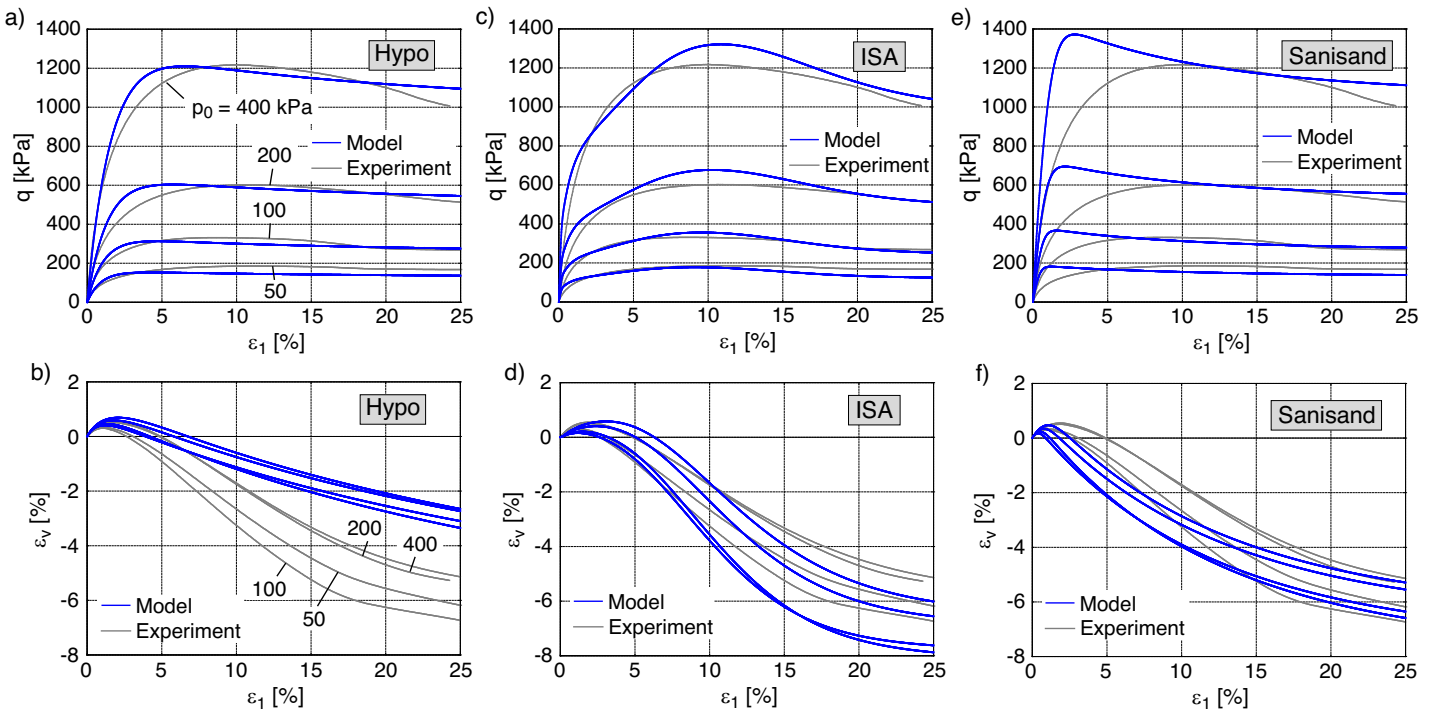 a)
1400
1200
1000
800
600
400
200
0
q [kPa]
Hypo
p0 = 400 kPa
Model
Experiment
200
100
50
0 5 10 15 20 25
ε1 [%]
c)
1400
1200
1000
800
600
400
200
0
q [kPa]
ISA
Model
Experiment
0 5 10 15 20 25
ε1 [%]
e)
1400
1200
1000
800
600
400
200
0
q [kPa]
Sanisand
Model
Experiment
0 5 10 15 20 25
ε1 [%]
b)
2
0
-2
-4
-6
-8
εv [%]
Hypo
200
400
100
50
Model
Experiment
0 5 10 15 20 25
ε1 [%]
d)
2
0
-2
-4
-6
-8
εv [%]
ISA
Model
Experiment
0 5 10 15 20 25
ε1 [%]
f)
2
0
-2
-4
-6
-8
εv [%]
Sanisand
Model
Experiment
0 5 10 15 20 25
ε1 [%]